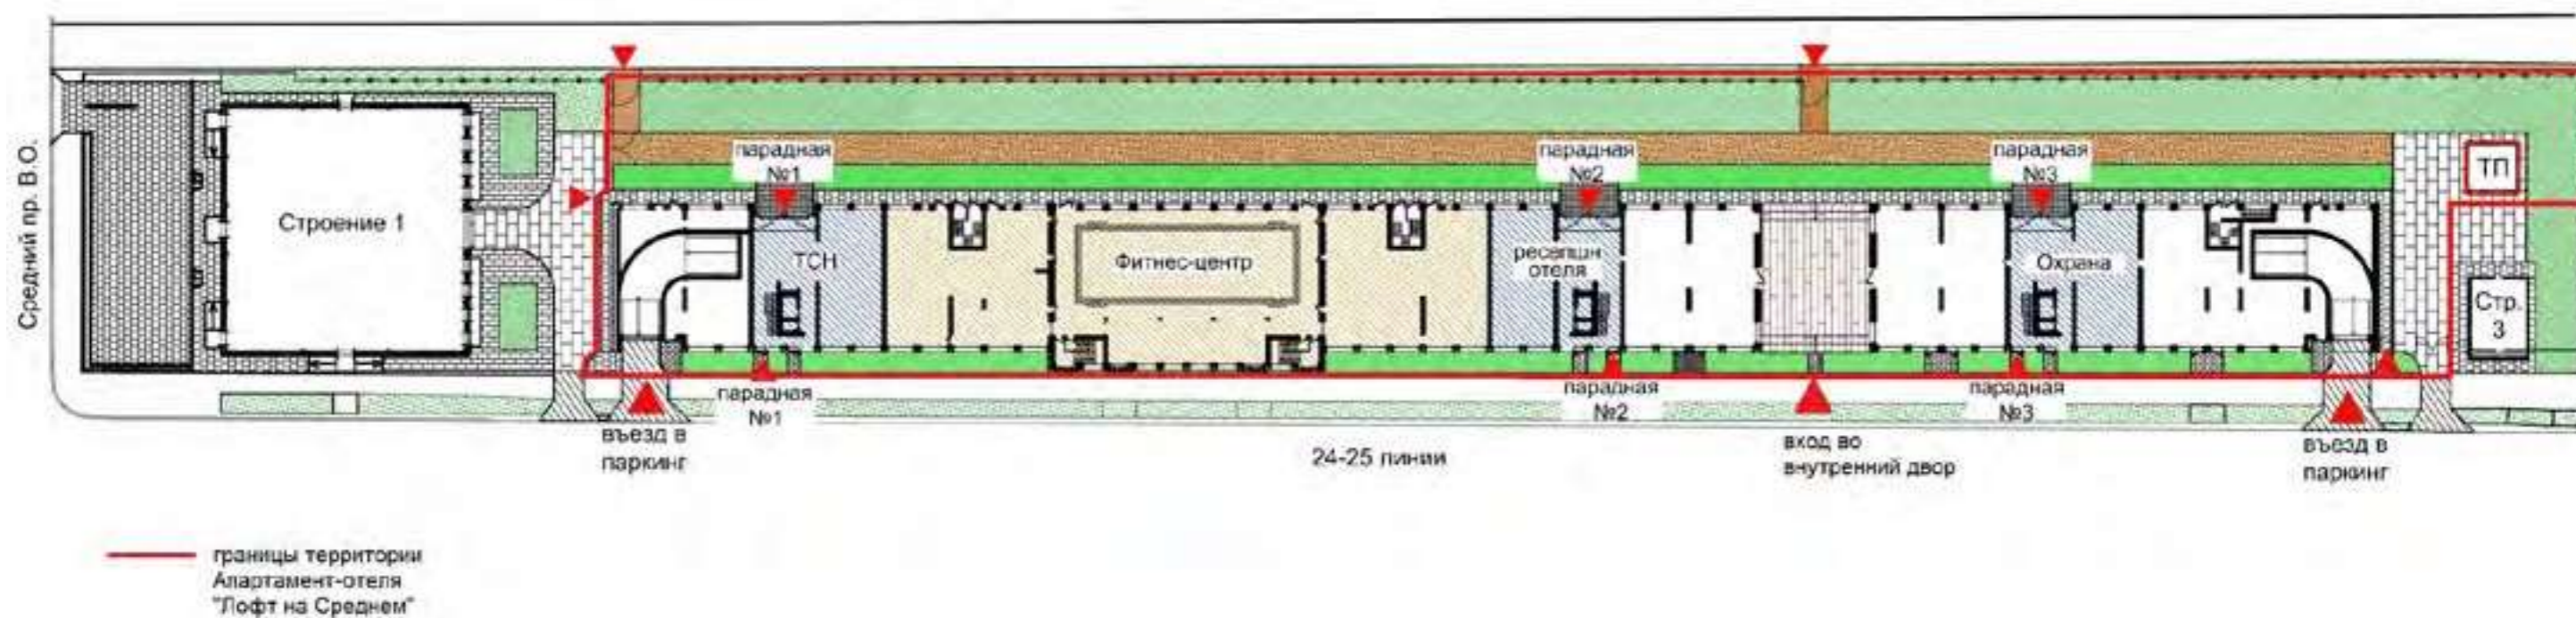 Средний пр. В.О.
Строение 1
парадная
№1
парадная
№2
парадная
№3
ТП
ТСН
Фитнес-центр
ресепшн
отеля
Охрана
Стр.
3
парадная
№1
парадная
№2
парадная
№3
въезд в
паркинг
24-25 линии
вход во
внутренний двор
въезд в
паркинг
границы территории
Апартамент-отеля
"Лофт на Среднем"